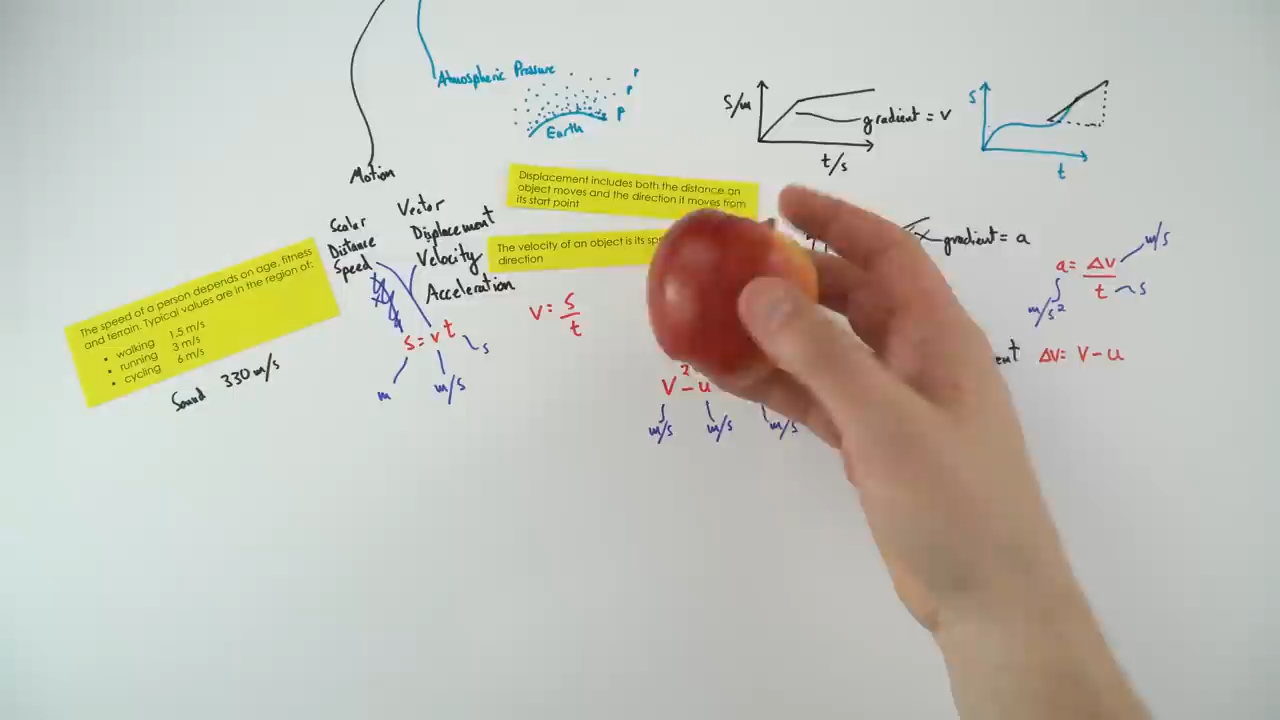 Atmospheric Pressure
P
P
P
Earth
Motion
Scalar
Distance
Speed
Vector
Displacement
Velocity
Acceleration
Displacement includes both the distance an
object moves and the direction it moves from
its start point
The velocity of an object is its
direction
The speed of a person depends on age, fitness
and terrain. Typical values are in the region of:
• walking 1.5 m/s
• running 3 m/s
• cycling 6 m/s
Sound 330 m/s
s = v t
m
m/s
s
v = s/t
s/m
gradient = v
t/s
s
t
gradient = a
a = Δv/t
m/s
s
m/s²
Δv = v - u
v² - u
m/s
m/s
m/s